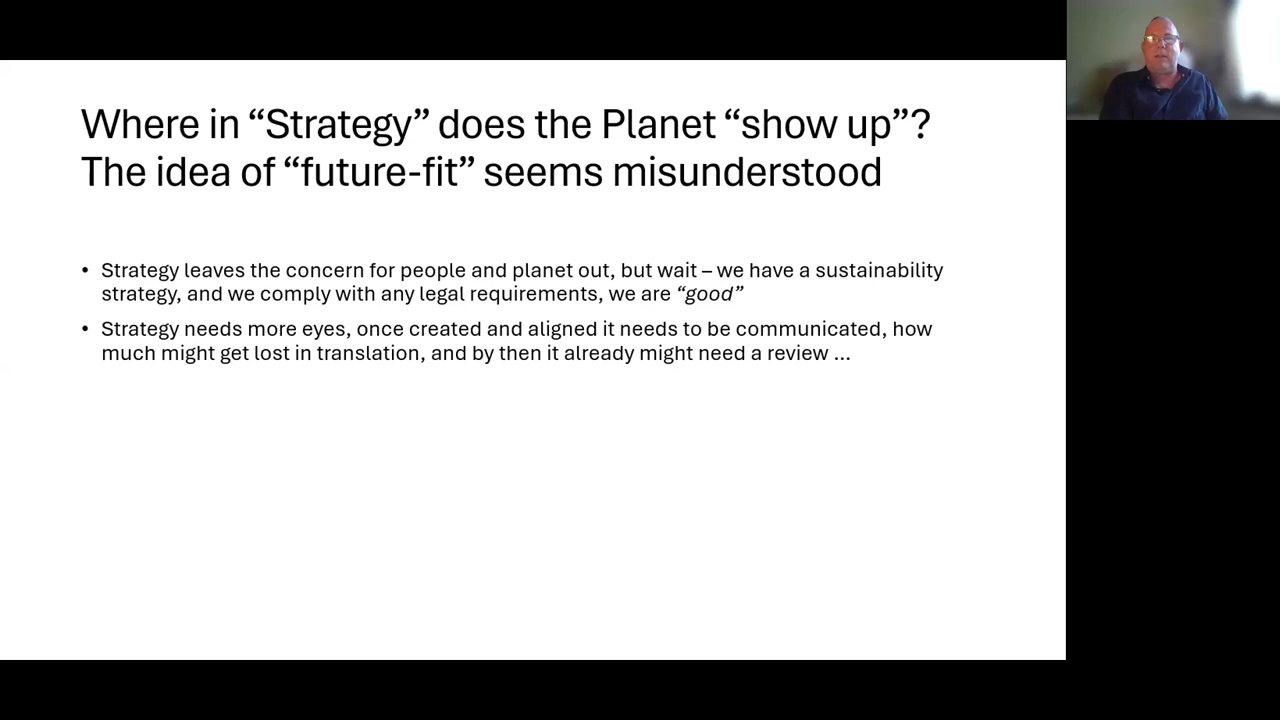 Where in “Strategy” does the Planet “show up”?
The idea of “future-fit” seems misunderstood
• Strategy leaves the concern for people and planet out, but wait – we have a sustainability
strategy, and we comply with any legal requirements, we are “good”
• Strategy needs more eyes, once created and aligned it needs to be communicated, how
much might get lost in translation, and by then it already might need a review ...